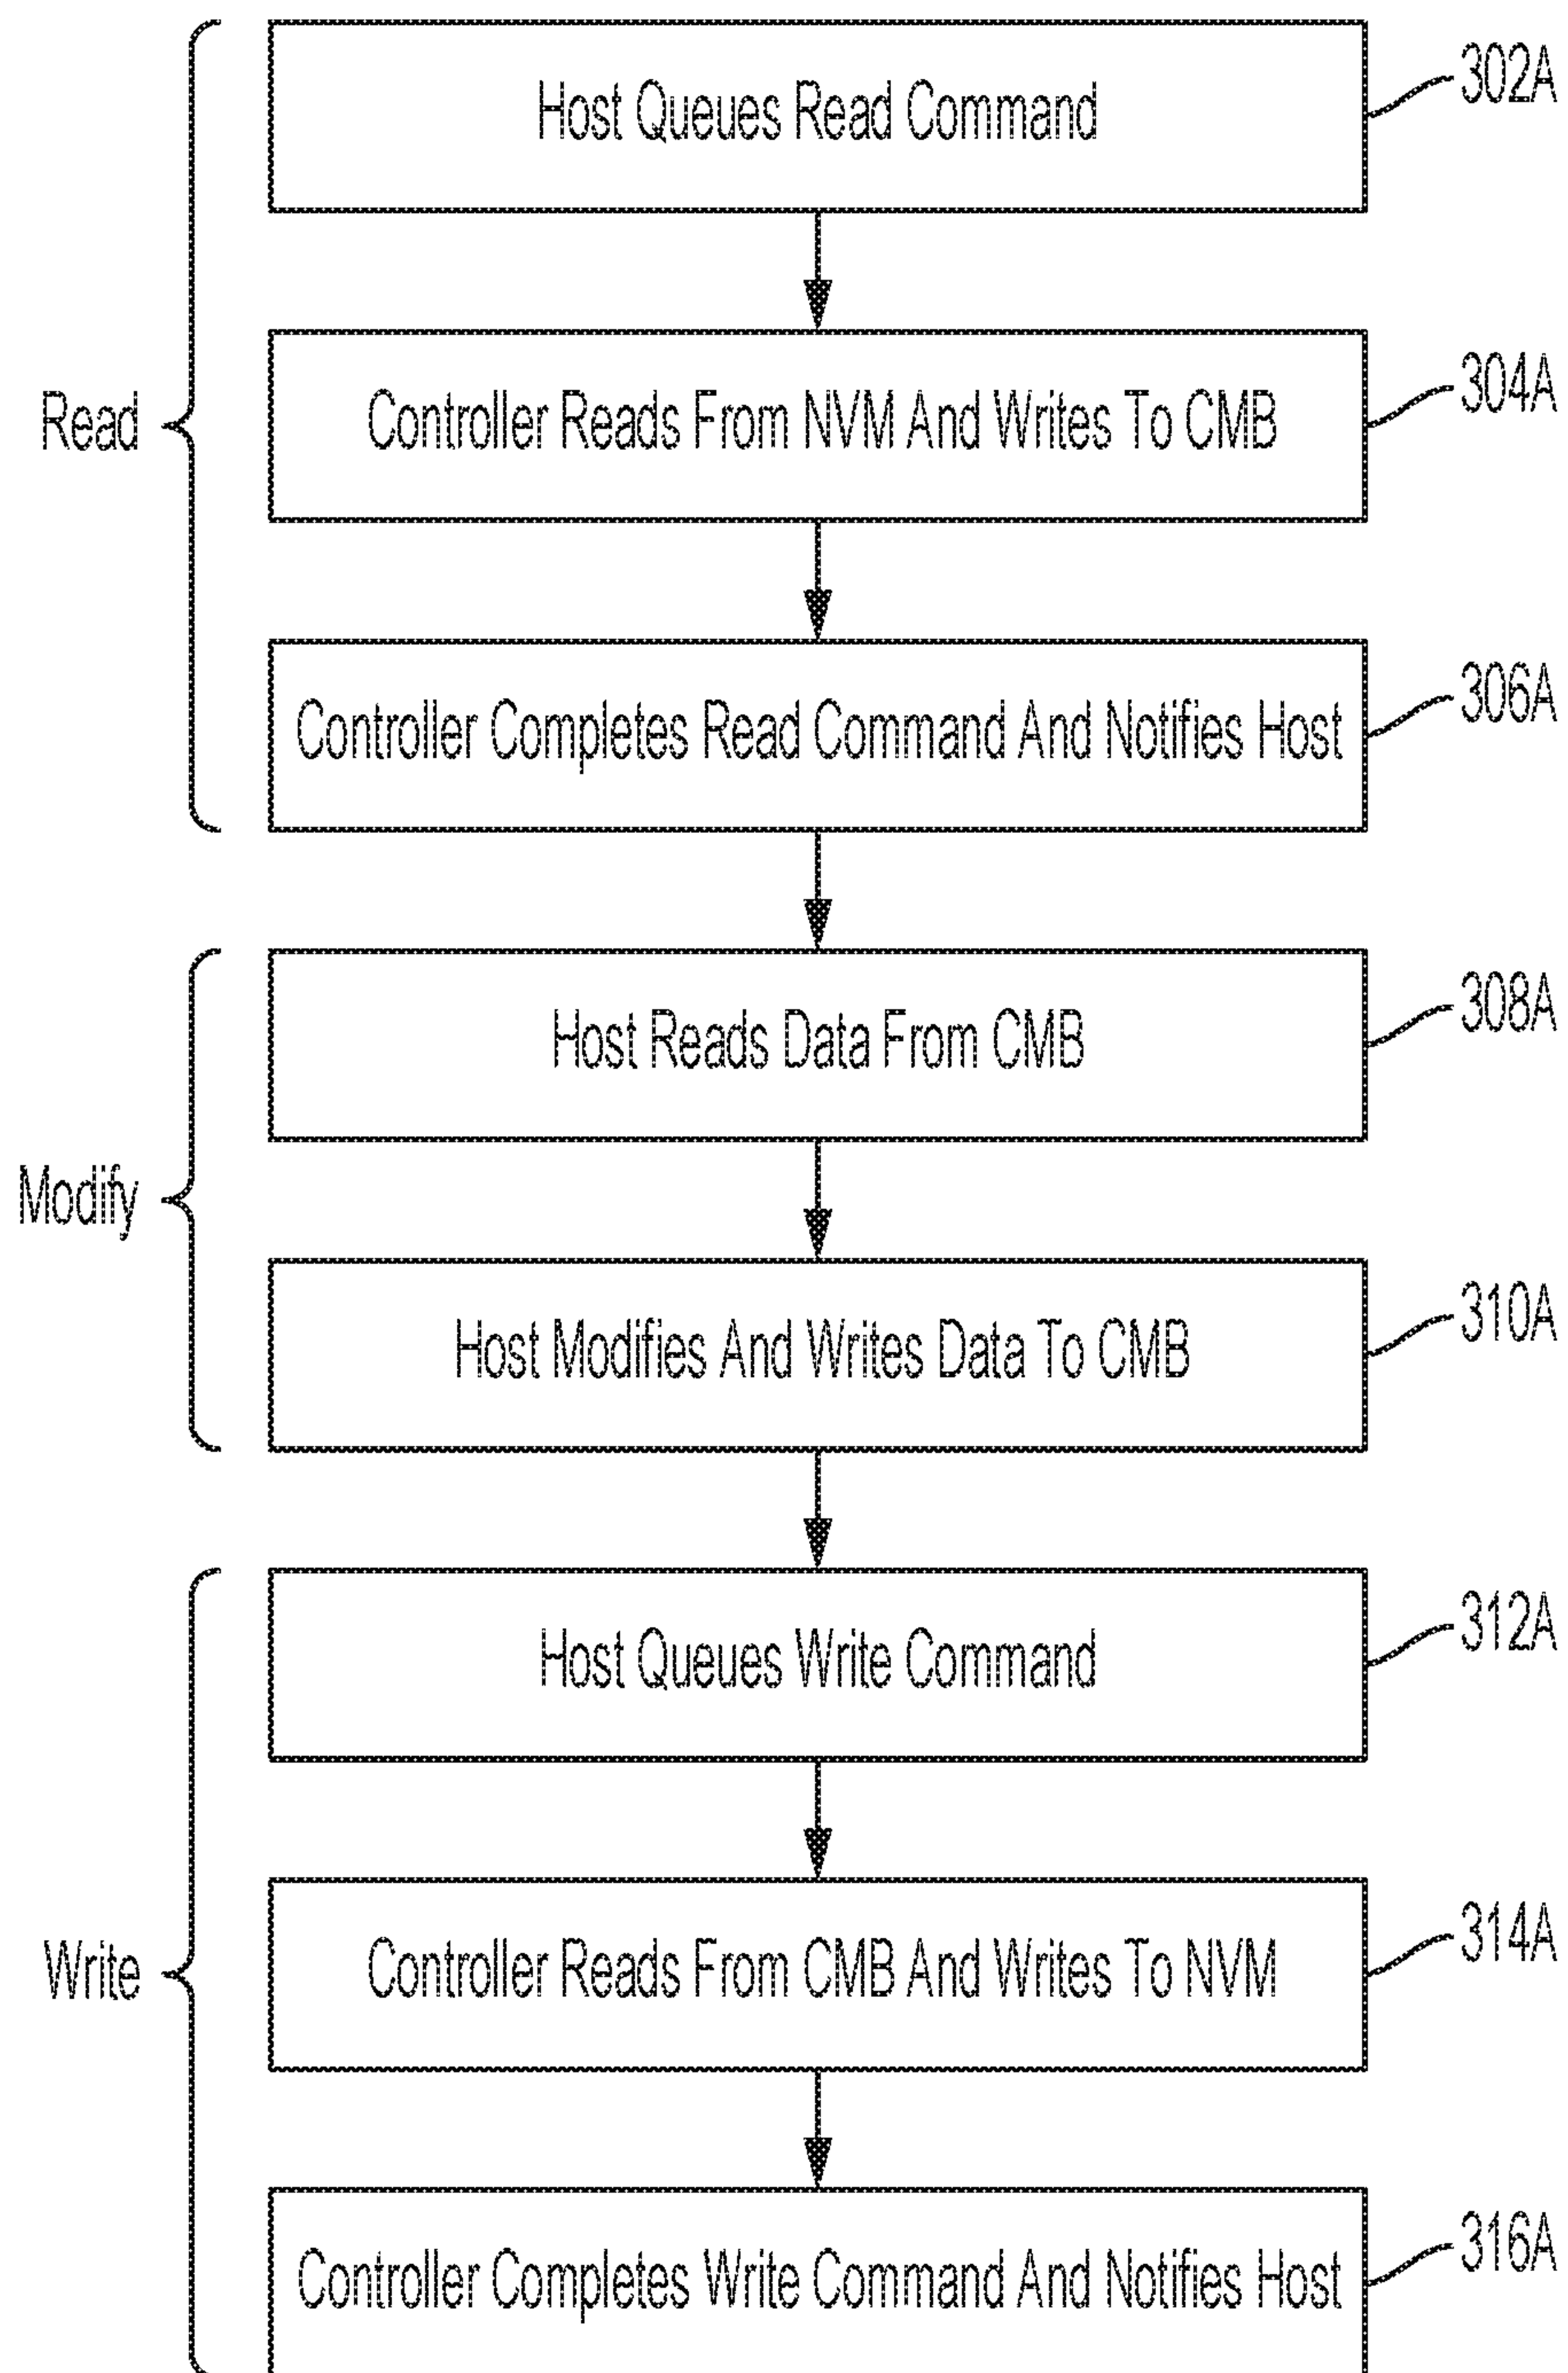 Host Queues Read Command
302A
Read
Controller Reads From NVM And Writes To CMB
304A
Controller Completes Read Command And Notifies Host
306A
Modify
Host Reads Data From CMB
308A
Host Modifies And Writes Data To CMB
310A
Write
Host Queues Write Command
312A
Controller Reads From CMB And Writes To NVM
314A
Controller Completes Write Command And Notifies Host
316A